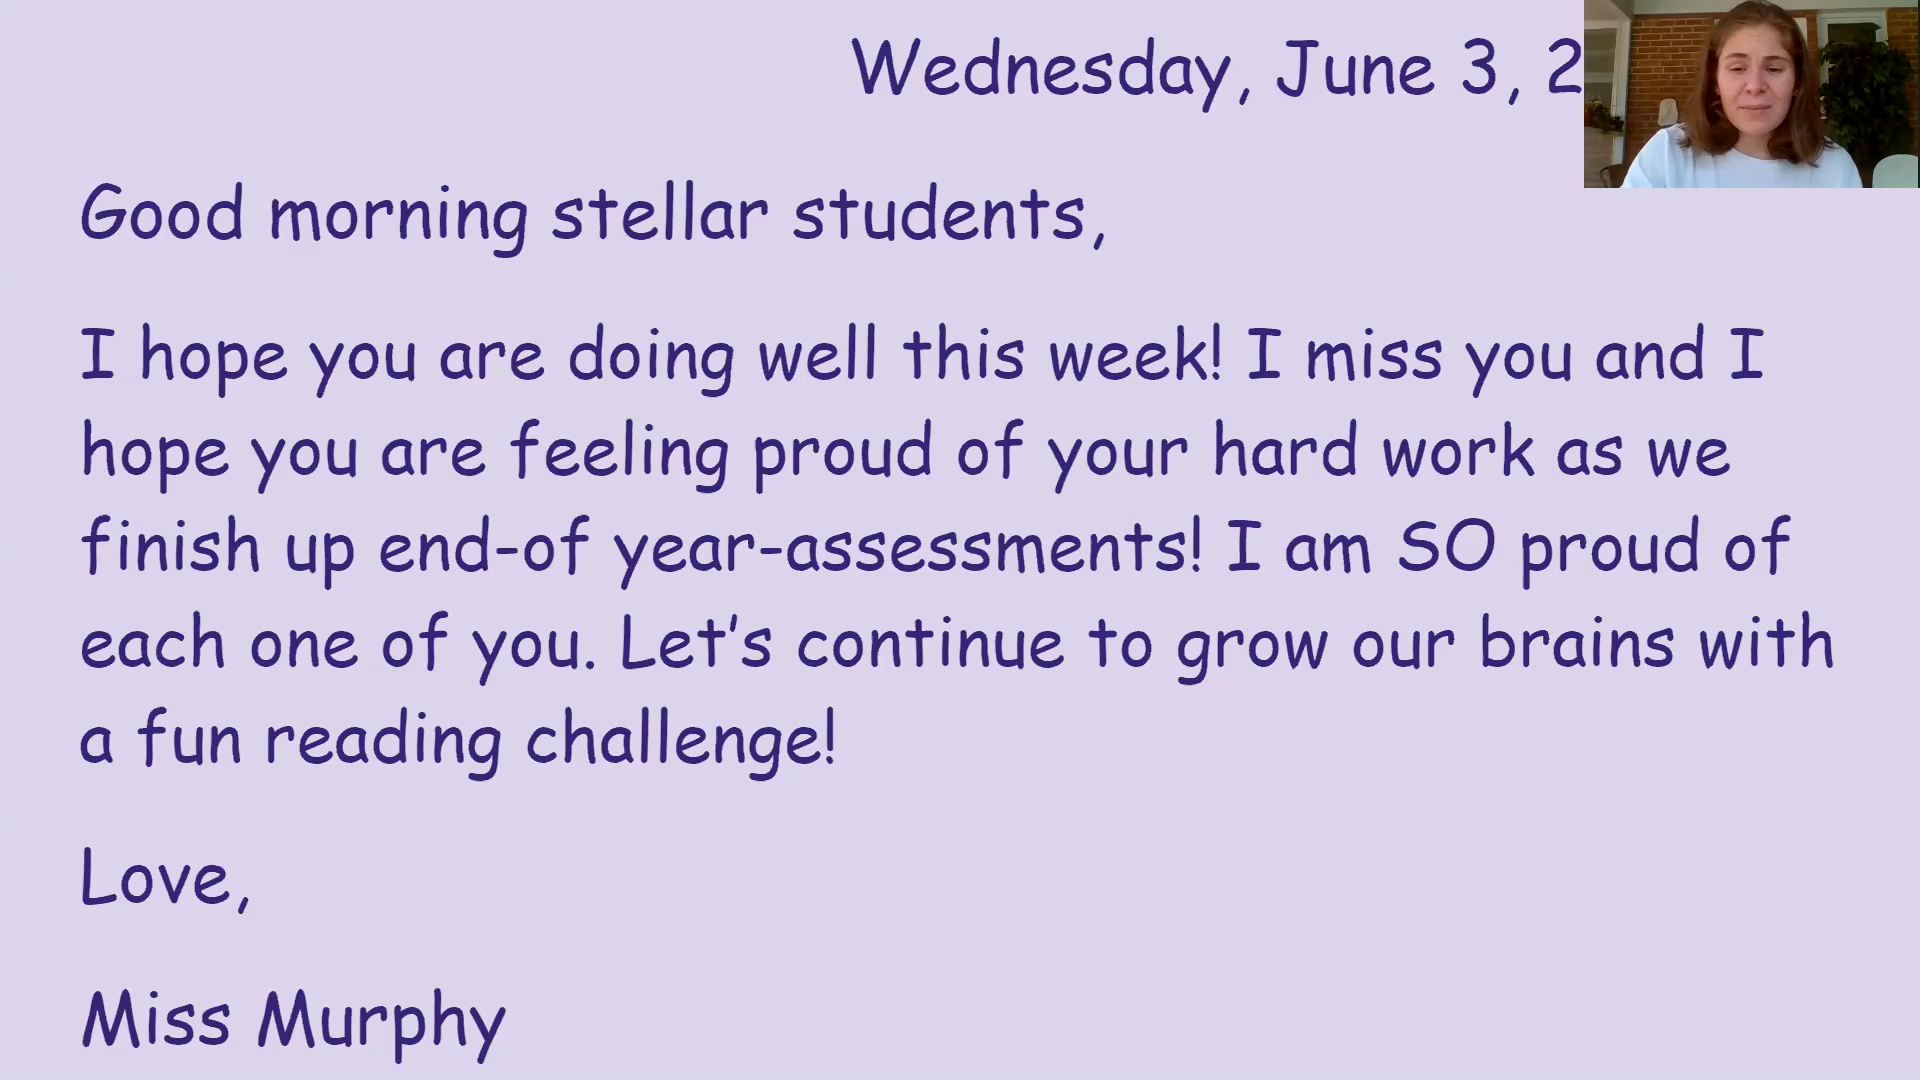 Wednesday, June 3, 2
Good morning stellar students,
I hope you are doing well this week! I miss you and I
hope you are feeling proud of your hard work as we
finish up end-of year-assessments! I am SO proud of
each one of you. Let’s continue to grow our brains with
a fun reading challenge!
Love,
Miss Murphy